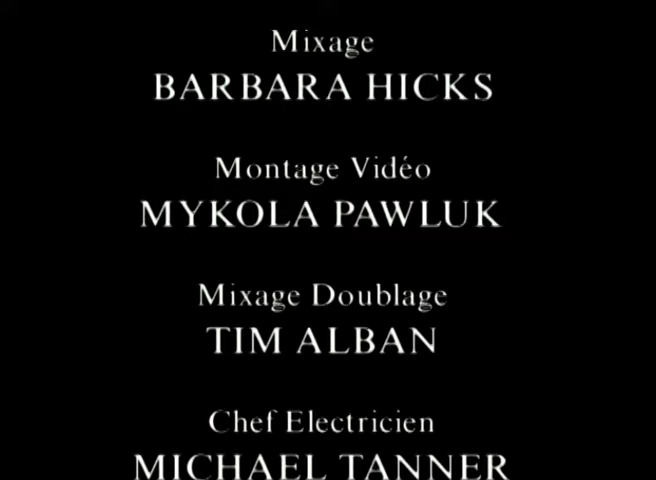 Mixage
BARBARA HICKS
Montage Vidéo
MYKOLA PAWLUK
Mixage Doublage
TIM ALBAN
Chef Electricien
MICHAEL TANNER